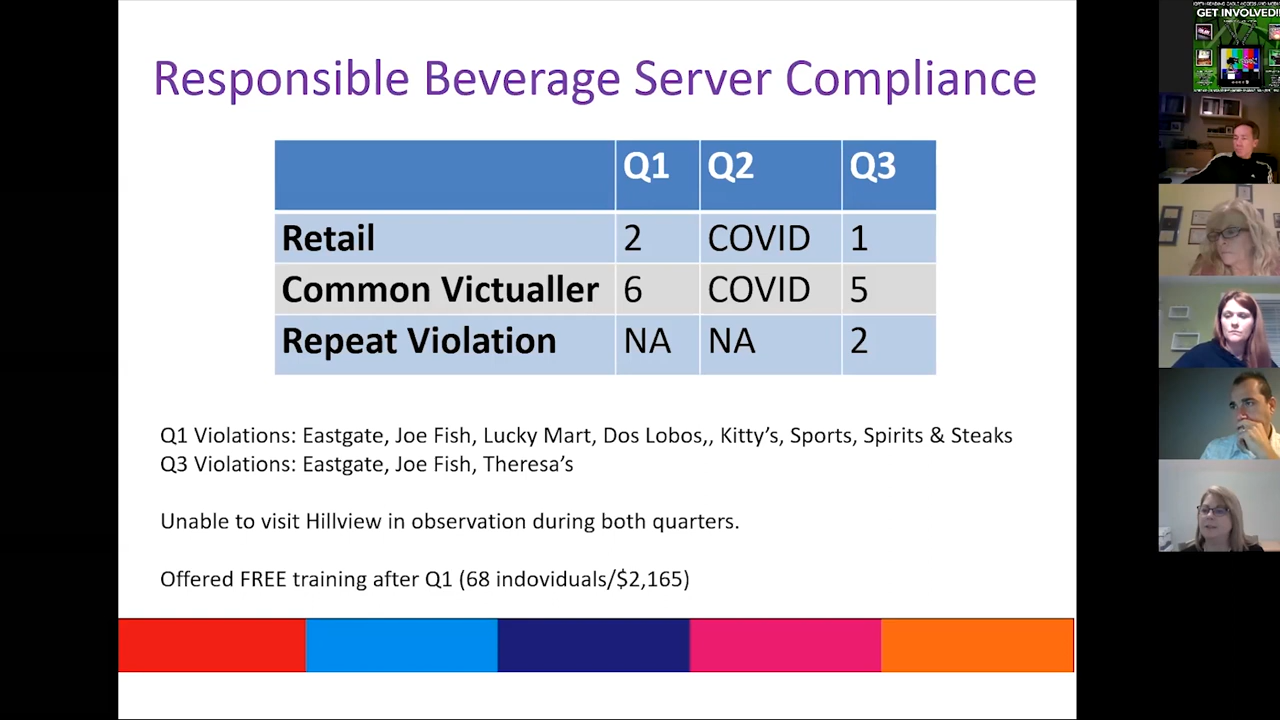 Responsible Beverage Server Compliance
Q1 Q2 Q3
Retail 2 COVID 1
Common Victualler 6 COVID 5
Repeat Violation NA NA 2
Q1 Violations: Eastgate, Joe Fish, Lucky Mart, Dos Lobos,, Kitty's, Sports, Spirits & Steaks
Q3 Violations: Eastgate, Joe Fish, Theresa's
Unable to visit Hillview in observation during both quarters.
Offered FREE training after Q1 (68 indoviduals/$2,165)
GET INVOLVED!!